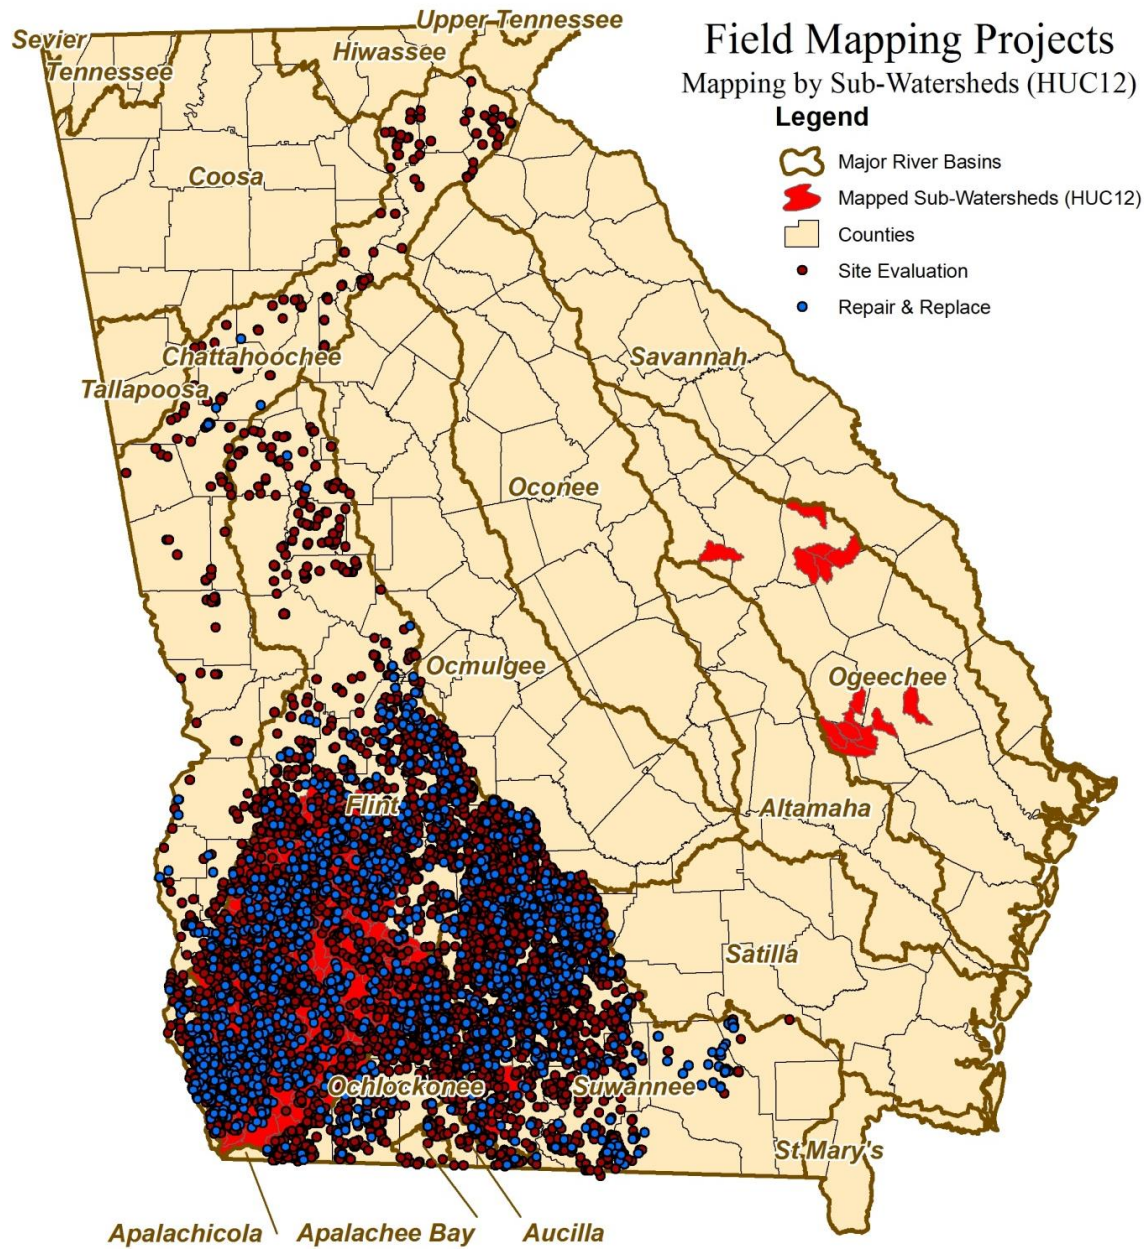 Upper Tennessee
Sevier
Hiwassee
Tennessee
Field Mapping Projects
Mapping by Sub-Watersheds (HUC12)
Legend
Major River Basins
Mapped Sub-Watersheds (HUC12)
Counties
Site Evaluation
Repair & Replace
Coosa
Chattahoochee
Savannah
Tallapoosa
Oconee
Ocmulgee
Ogeechee
Flint
Altamaha
Satilla
Ochlockonee
Suwannee
St Mary's
Apalachicola
Apalachee Bay
Aucilla